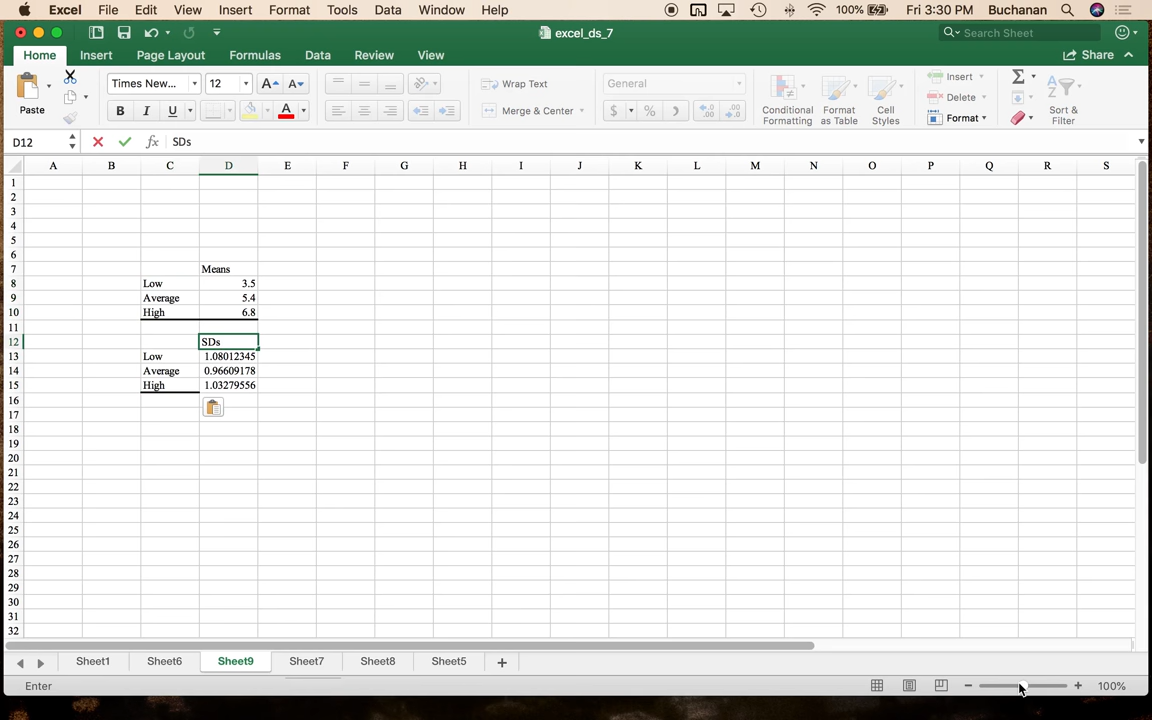 Excel File Edit View Insert Format Tools Data Window Help 100% Fri 3:30 PM Buchanan
excel_ds_7 Search Sheet
Home Insert Page Layout Formulas Data Review View Share
Paste Times New... 12 A A Wrap Text General Insert Σ
B I U A Merge & Center $ % Conditional Formatting Format as Table Cell Styles Delete Format Sort & Filter
D12 fx SDs
A B C D E F G H I J K L M N O P Q R S
1
2
3
4
5
6
7 Means
8 Low 3.5
9 Average 5.4
10 High 6.8
11
12 SDs
13 Low 1.08012345
14 Average 0.96609178
15 High 1.03279556
16
17
18
19
20
21
22
23
24
25
26
27
28
29
30
31
32
Sheet1 Sheet6 Sheet9 Sheet7 Sheet8 Sheet5 +
Enter 100%